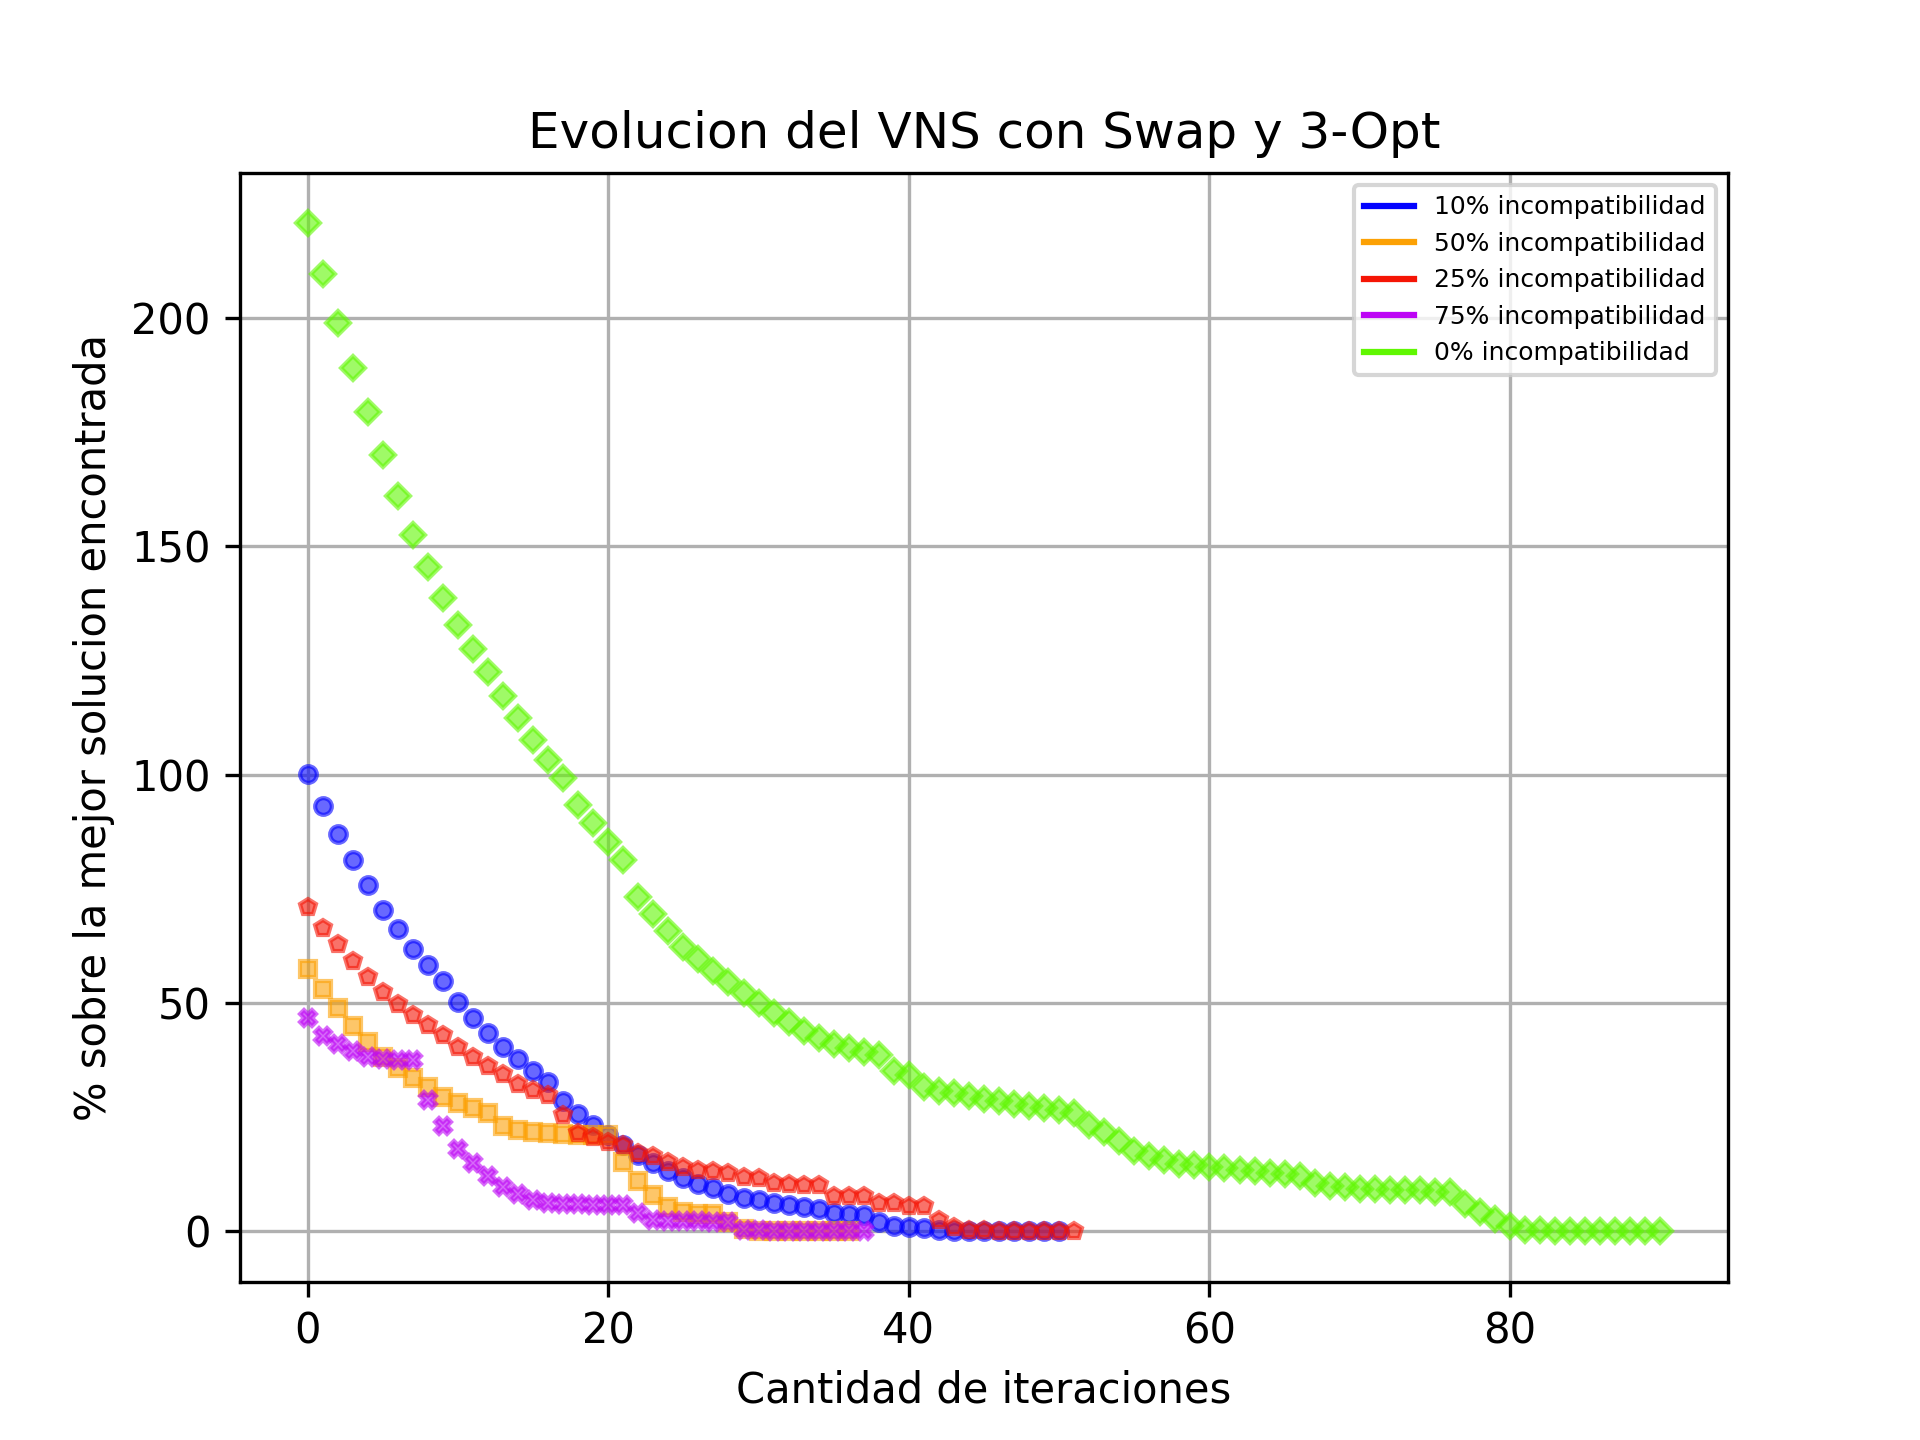 Evolucion del VNS con Swap y 3-Opt
10% incompatibilidad
50% incompatibilidad
25% incompatibilidad
75% incompatibilidad
0% incompatibilidad
% sobre la mejor solucion encontrada
200
150
100
50
0
0 20 40 60 80
Cantidad de iteraciones